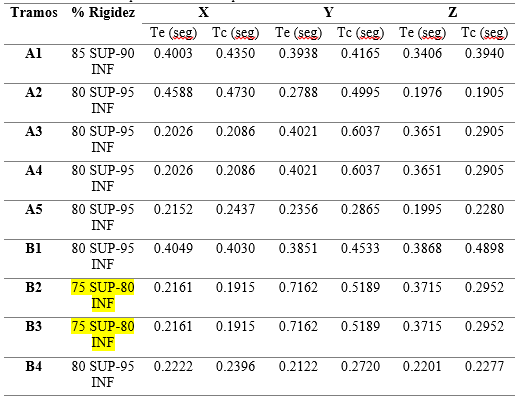 Tramos % Rigidez X Y Z
Te (seg) Tc (seg) Te (seg) Tc (seg) Te (seg) Tc (seg)
A1 85 SUP-90 0.4003 0.4350 0.3938 0.4165 0.3406 0.3940
INF
A2 80 SUP-95 0.4588 0.4730 0.2788 0.4995 0.1976 0.1905
INF
A3 80 SUP-95 0.2026 0.2086 0.4021 0.6037 0.3651 0.2905
INF
A4 80 SUP-95 0.2026 0.2086 0.4021 0.6037 0.3651 0.2905
INF
A5 80 SUP-95 0.2152 0.2437 0.2356 0.2865 0.1995 0.2280
INF
B1 80 SUP-95 0.4049 0.4030 0.3851 0.4533 0.3868 0.4898
INF
B2 75 SUP-80 0.2161 0.1915 0.7162 0.5189 0.3715 0.2952
INF
B3 75 SUP-80 0.2161 0.1915 0.7162 0.5189 0.3715 0.2952
INF
B4 80 SUP-95 0.2222 0.2396 0.2122 0.2720 0.2201 0.2277
INF